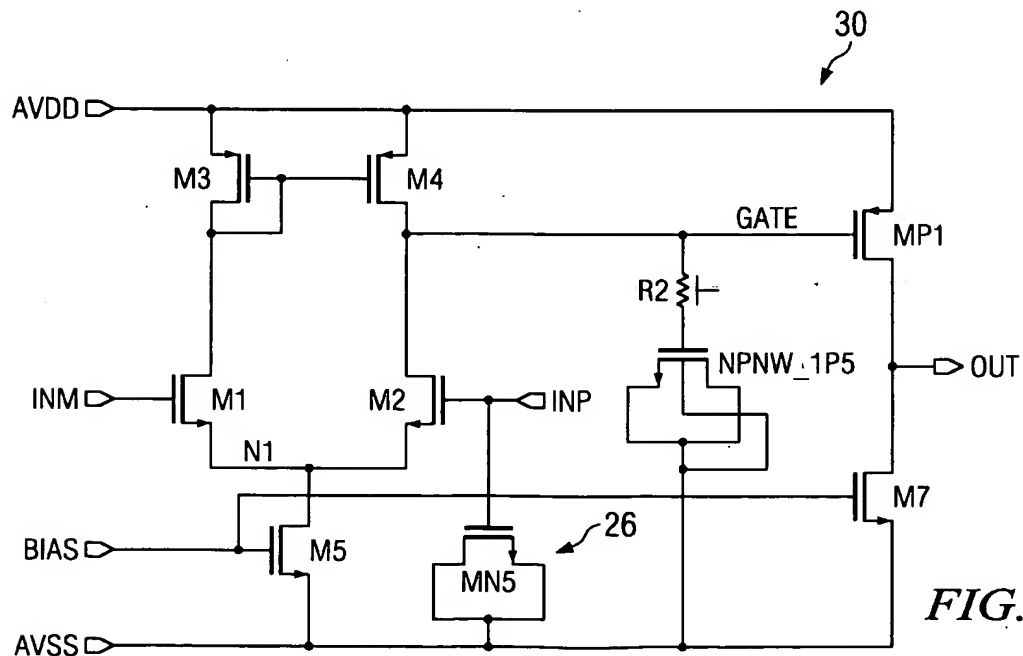 30
AVDD
M3
M4
GATE
MP1
R2
NPNW_1P5
OUT
INM
M1
M2
INP
N1
M7
BIAS
M5
26
MN5
AVSS
FIG.